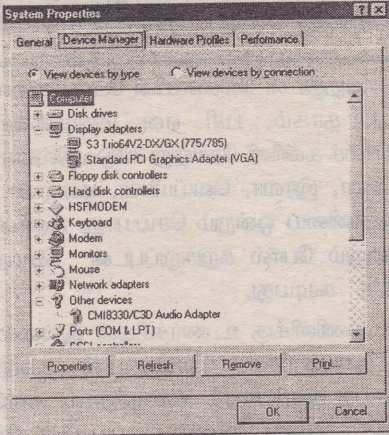 System Properties
General Device Manager Hardware Profiles Performance
View devices by type View devices by connection
Computer
Disk drives
Display adapters
S3 Trio64V2-DX/GX (775/785)
Standard PCI Graphics Adapter (VGA)
Floppy disk controllers
Hard disk controllers
HSFMODEM
Keyboard
Modem
Monitors
Mouse
Network adapters
Other devices
CMI8330/C3D Audio Adapter
Ports (COM & LPT)
Properties Refresh Remove Print...
OK Cancel